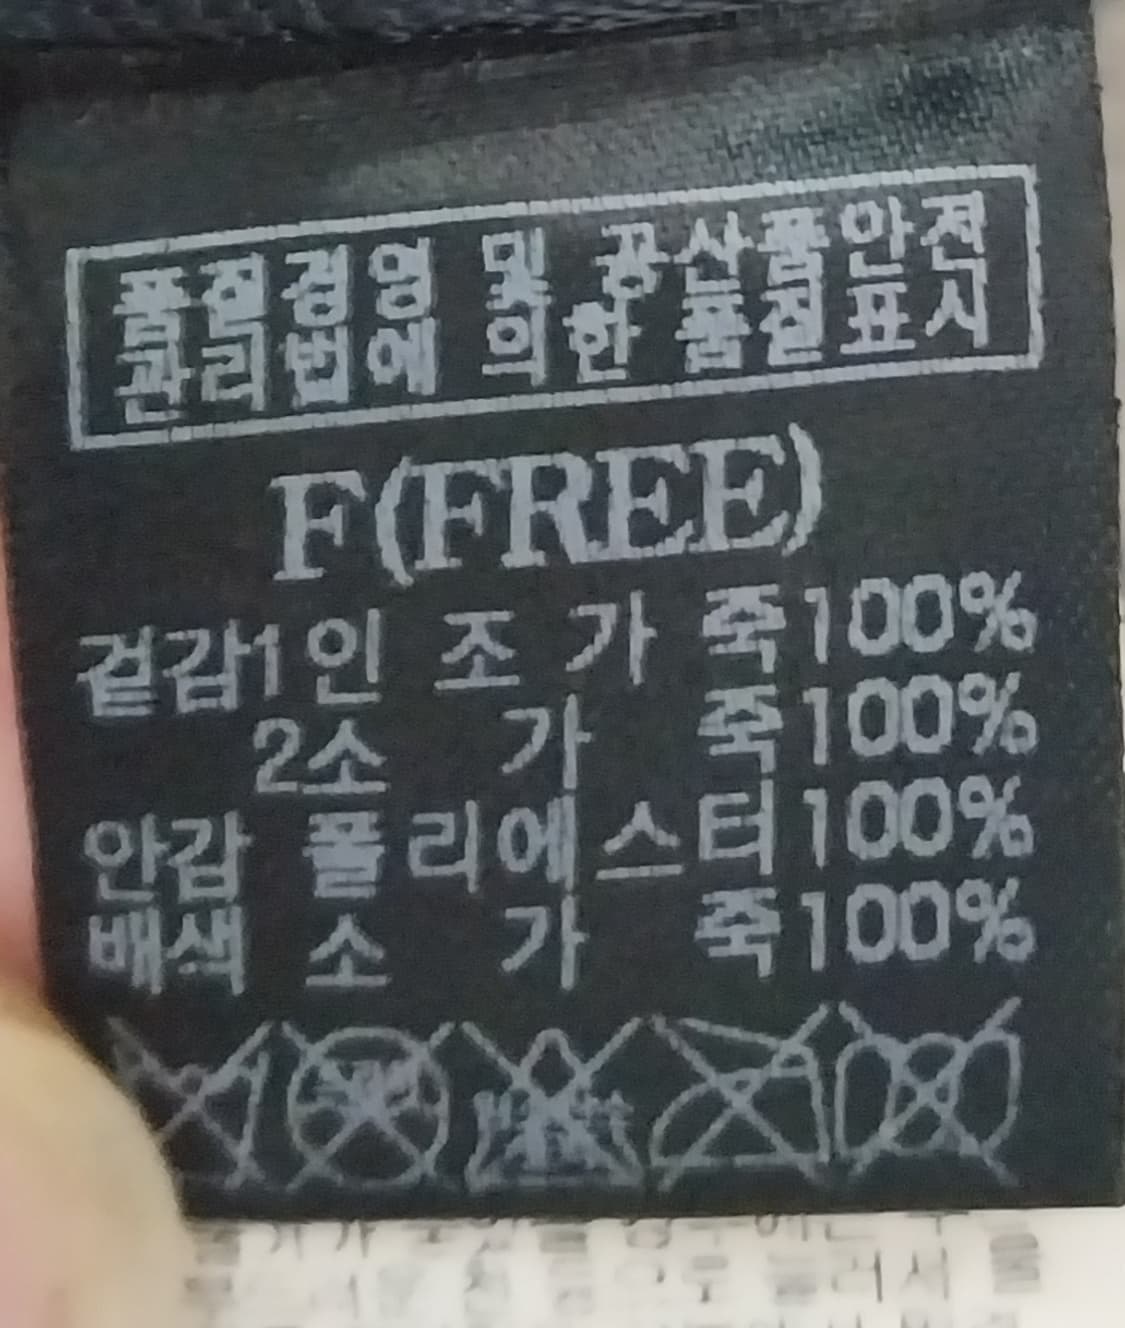 품질경영 및 공산품안전
관리법에 의한 품질표시
F(FREE)
겉감1 인 조 가 죽100%
2소 가 죽100%
안감 폴리에스터100%
배색 소 가 죽100%